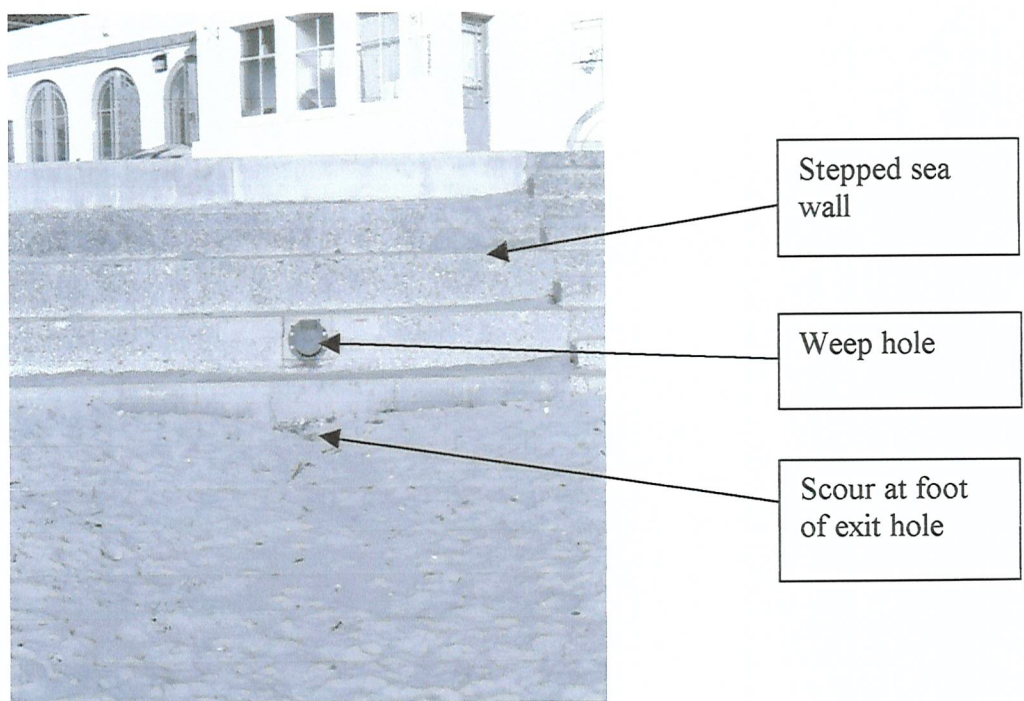 Stepped sea
wall
Weep hole
Scour at foot
of exit hole